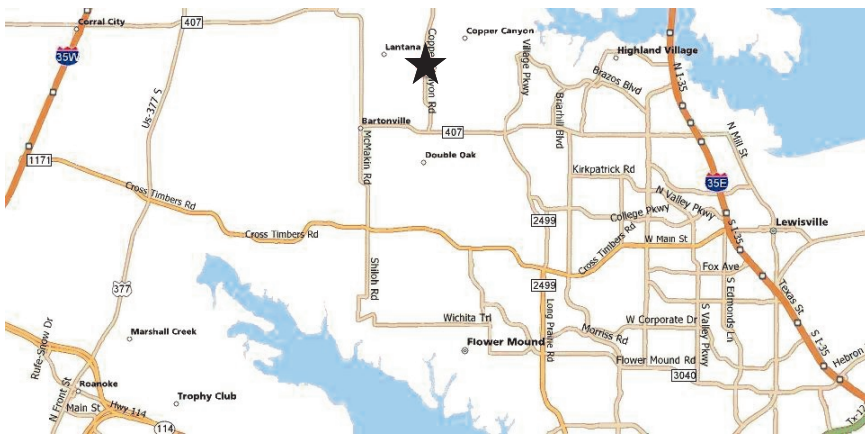 407
Corral City
35W
Us-377 S
Lantana
Copper Canyon
Village Pkwy
Highland Village
Brazos Blvd
N I-35
Briarhill Blvd
Bartonville
407
N Mill St
1171
McMakin Rd
Double Oak
Kirkpatrick Rd
35E
Cross Timbers Rd
N Valley Pkwy
2499
College Pkwy
Cross Timbers Rd
Cross Timbers Rd
W Main St
S I-35
Lewisville
Shiloh Rd
Fox Ave
377
2499
S Edmonds Ln
Texas St
Long Prairie Rd
Wichita Trl
W Corporate Dr
S Valley Pkwy
S I-35
Rufe-Snow Dr
Marshall Creek
Morriss Rd
Flower Mound
Flower Mound Rd
Hebron
3040
Roanoke
N Front St
Trophy Club
Main St
Hwy 114
114